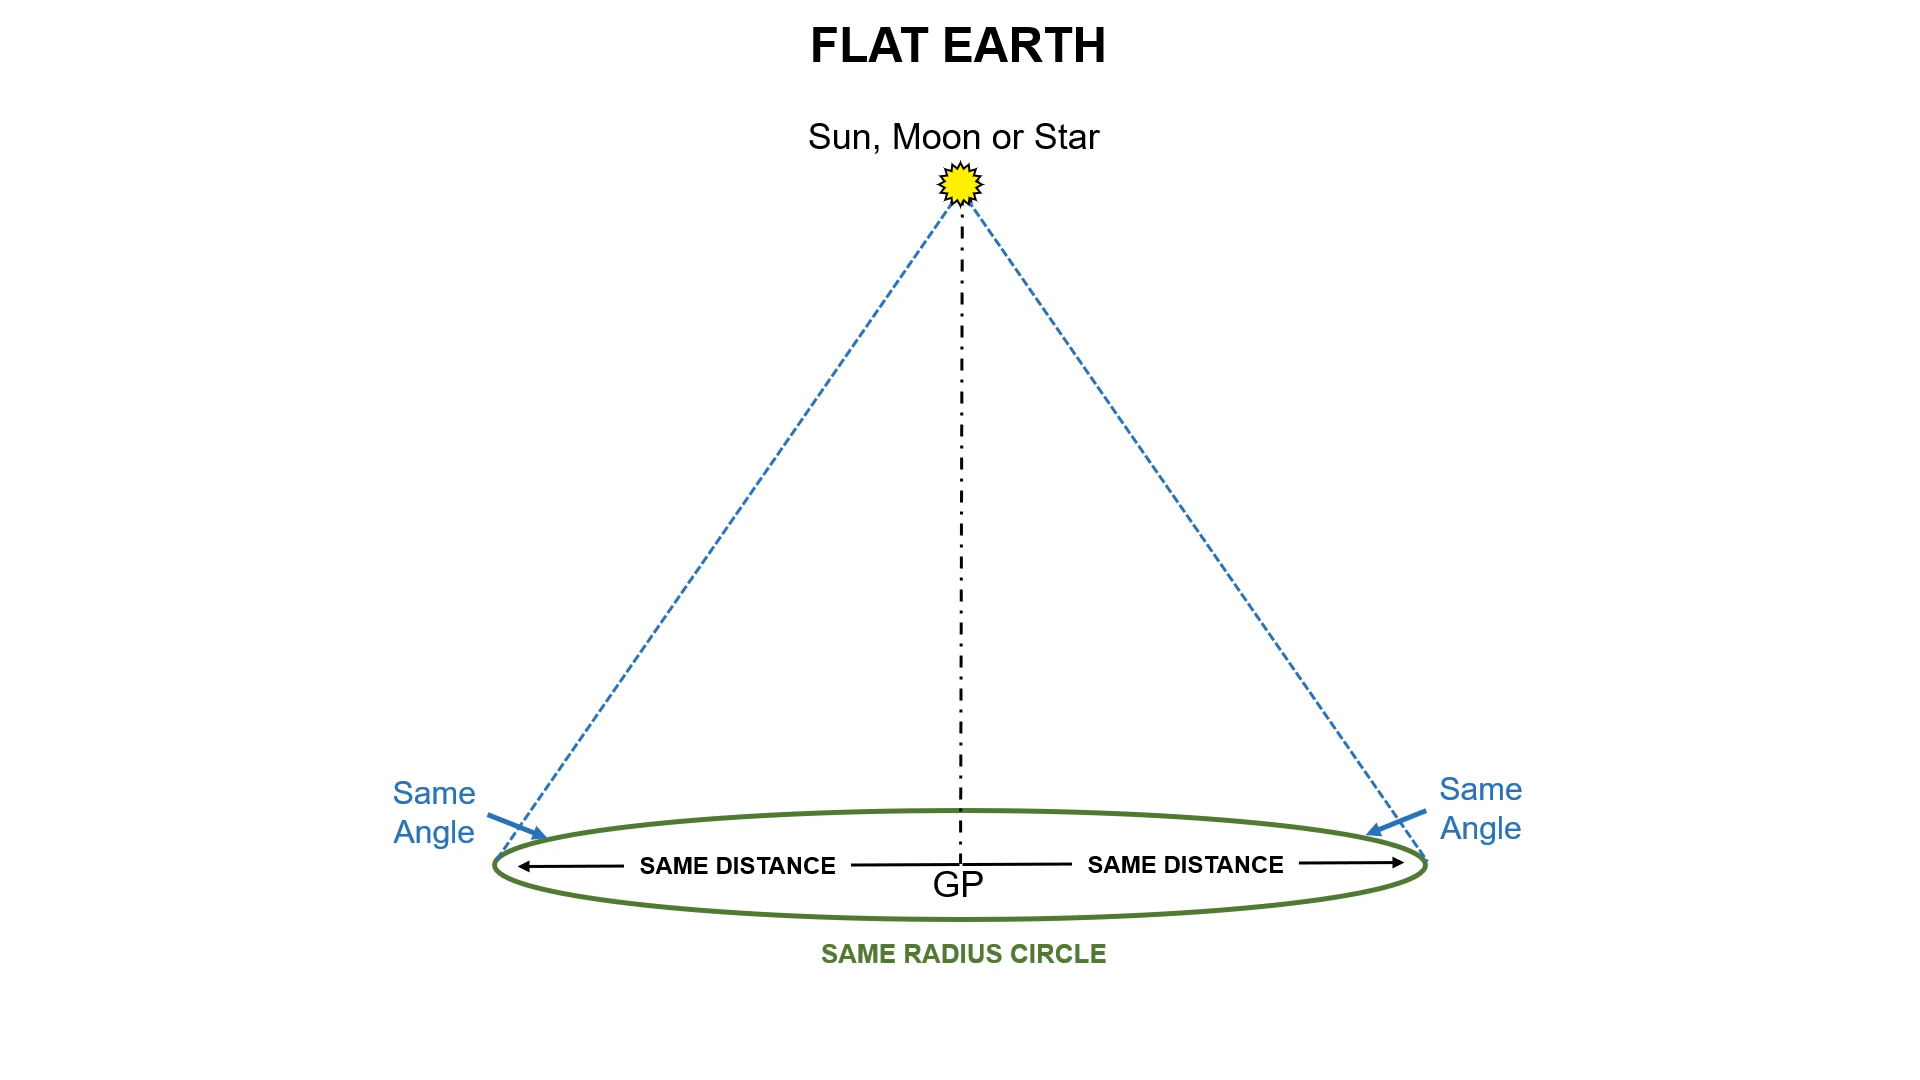 FLAT EARTH
Sun, Moon or Star
Same
Angle
Same
Angle
SAME DISTANCE
SAME DISTANCE
GP
SAME RADIUS CIRCLE